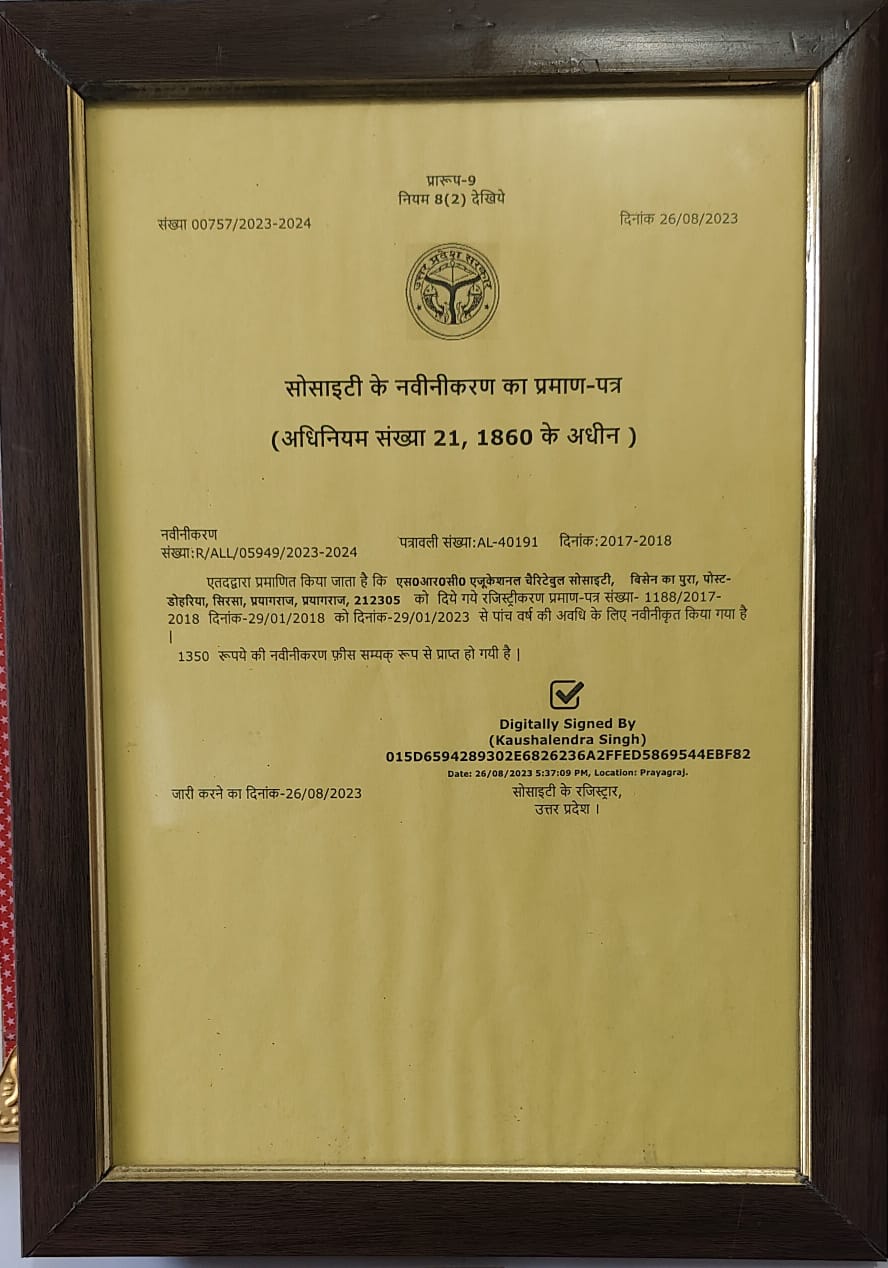 प्रारूप-9
नियम 8(2) देखिये
संख्या 00757/2023-2024
दिनांक 26/08/2023
उत्तर प्रदेश सरकार
सोसाइटी के नवीनीकरण का प्रमाण-पत्र
(अधिनियम संख्या 21, 1860 के अधीन )
नवीनीकरण
संख्या:R/ALL/05949/2023-2024
पत्रावली संख्या:AL-40191 दिनांक:2017-2018
एतदद्वारा प्रमाणित किया जाता है कि एस0आर0सी0 एजूकेशनल चैरिटेवुल सोसाइटी, बिसेन का पुरा, पोस्ट-
डोहरिया, सिरसा, प्रयागराज, प्रयागराज, 212305 को दिये गये रजिस्ट्रीकरण प्रमाण-पत्र संख्या- 1188/2017-
2018 दिनांक-29/01/2018 को दिनांक-29/01/2023 से पांच वर्ष की अवधि के लिए नवीनीकृत किया गया है
|
1350 रूपये की नवीनीकरण फ़ीस सम्यक् रूप से प्राप्त हो गयी है |
Digitally Signed By
(Kaushalendra Singh)
015D6594289302E6826236A2FFED5869544EBF82
Date: 26/08/2023 5:37:09 PM, Location: Prayagraj.
जारी करने का दिनांक-26/08/2023
सोसाइटी के रजिस्ट्रार,
उत्तर प्रदेश ।